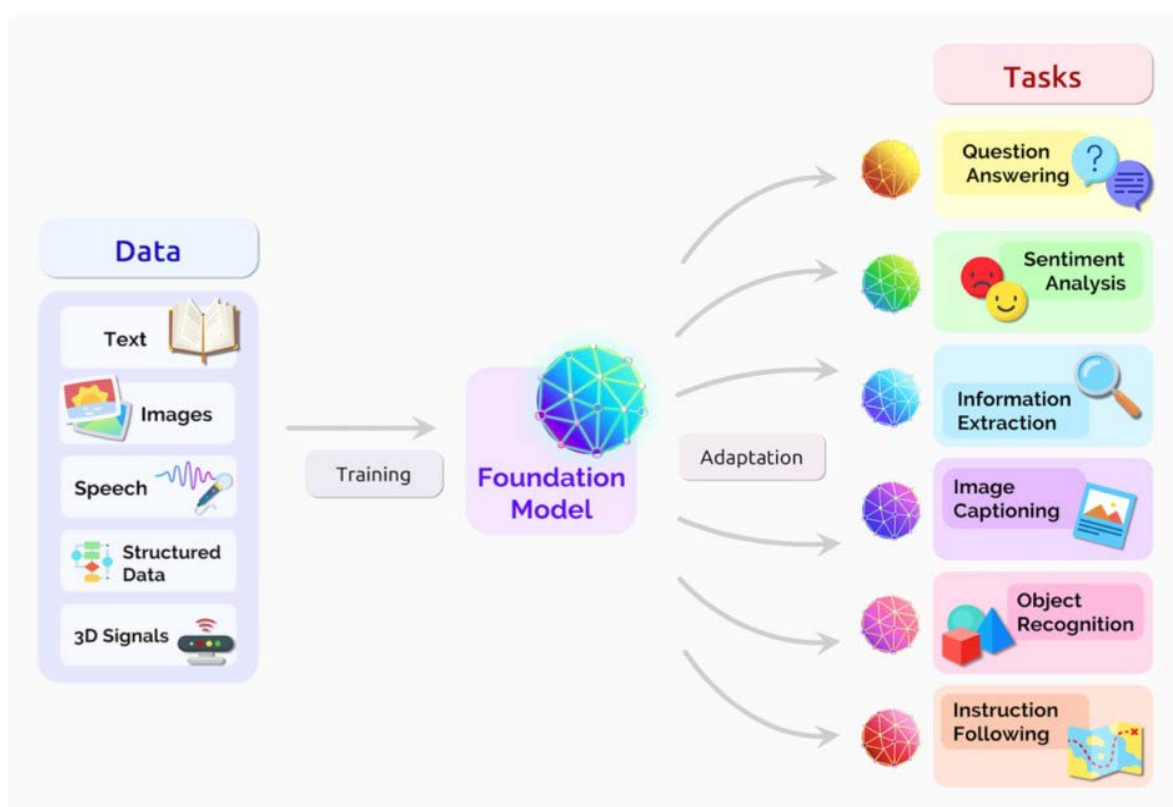 Data
Text
Images
Speech
Structured
Data
3D Signals
Training
Foundation
Model
Adaptation
Tasks
Question
Answering
?
Sentiment
Analysis
Information
Extraction
Image
Captioning
Object
Recognition
Instruction
Following